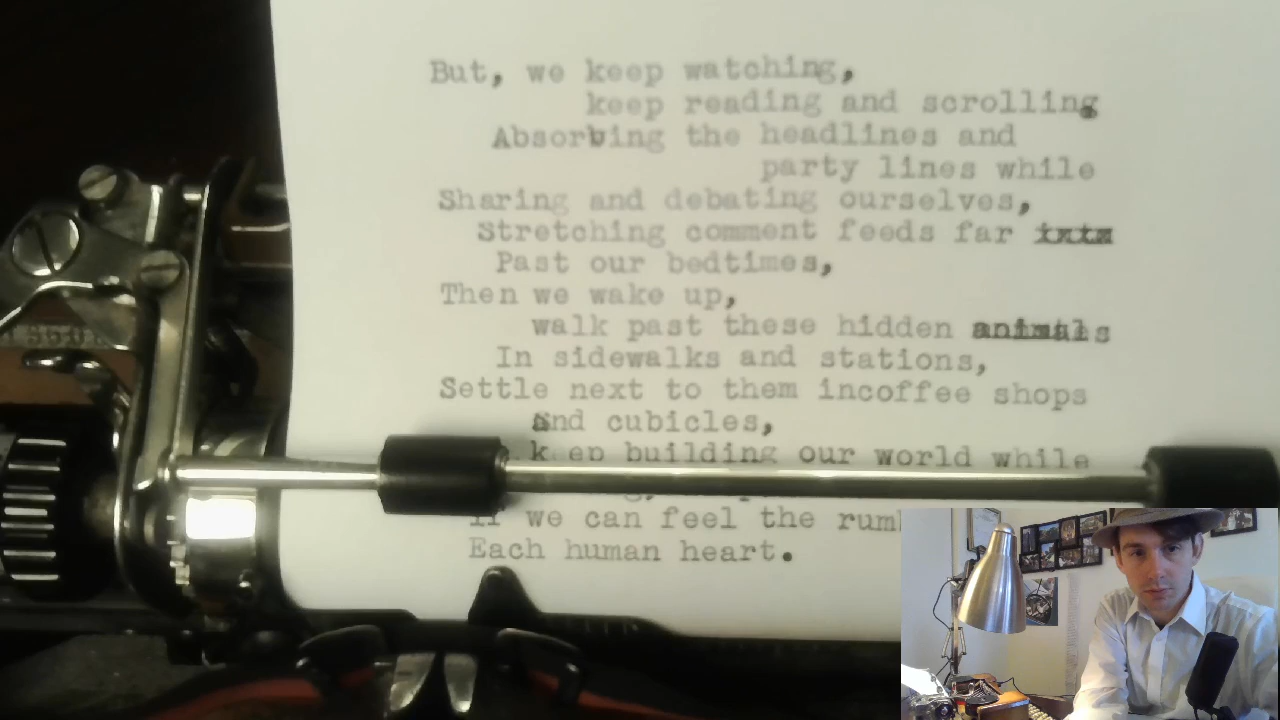 But, we keep watching,
keep reading and scrolling
Absorbing the headlines and
party lines while
Sharing and debating ourselves,
Stretching comment feeds far
Past our bedtimes,
Then we wake up,
walk past these hidden animals
In sidewalks and stations,
Settle next to them incoffee shops
And cubicles,
keep building our world while
If we can feel the
Each human heart.